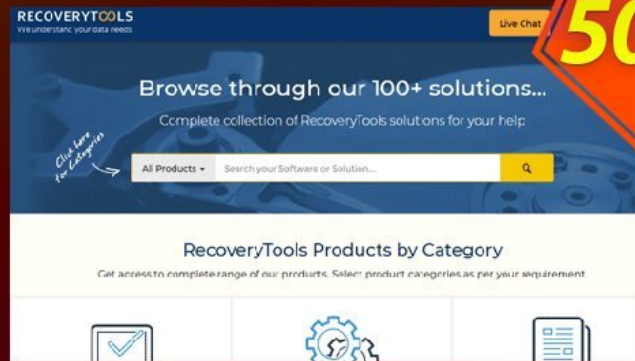 RECOVERYTOOLS
We understand your data needs
Live Chat
50
Browse through our 100+ solutions...
Complete collection of RecoveryTools solutions for your help
Click here
for Categories
All Products
Search your Software or Solution....
RecoveryTools Products by Category
Get access to complete range of our products. Select product categories as per your requirement